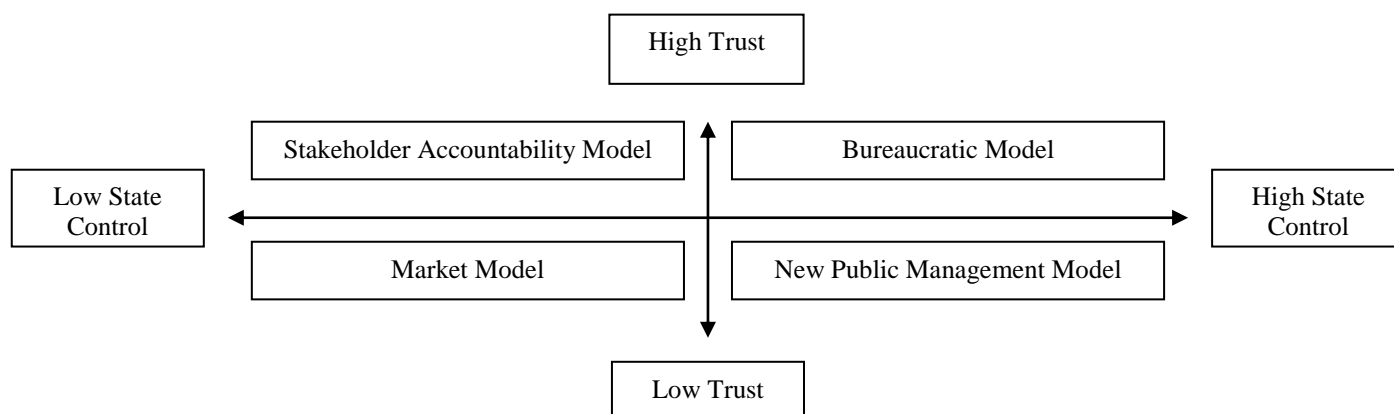 High Trust
Stakeholder Accountability Model
Bureaucratic Model
Low State
Control
High State
Control
Market Model
New Public Management Model
Low Trust